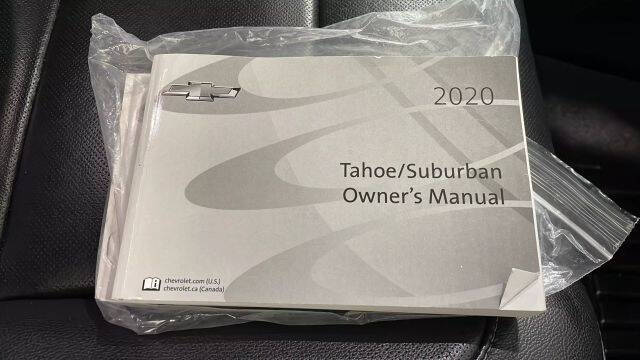 2020
Tahoe/Suburban
Owner's Manual
chevrolet.com (U.S.)
chevrolet.ca (Canada)